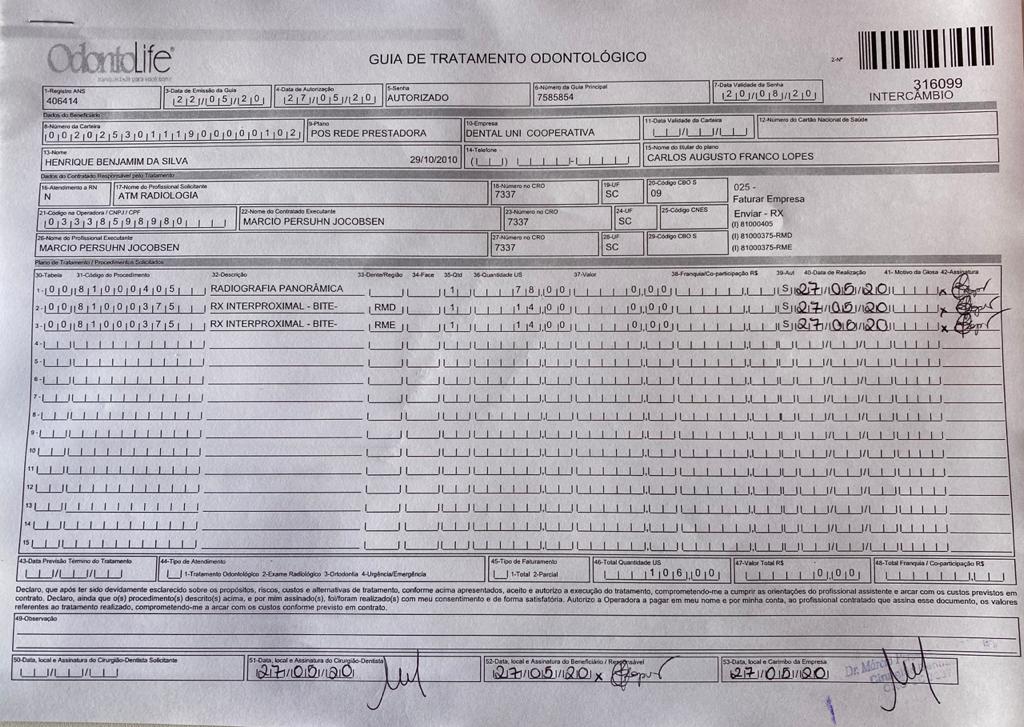 OdontoLife
tranquilidade para você sorrir
GUIA DE TRATAMENTO ODONTOLÓGICO
2-Nº
316099
INTERCÂMBIO
1-Registro ANS 3-Data de Emissão da Guia 4-Data de Autorização 5-Senha 6-Número da Guia Principal 7-Data Validade da Senha
406414 22/05/20 27/05/20 AUTORIZADO 7585854 20/08/20
Dados do Beneficiário
8-Número da Carteira 9-Plano 10-Empresa 11-Data Validade da Carteira 12-Número do Cartão Nacional de Saúde
00202530111900000102 POS REDE PRESTADORA DENTAL UNI COOPERATIVA
13-Nome 14-Telefone 15-Nome do titular do plano
HENRIQUE BENJAMIM DA SILVA 29/10/2010 CARLOS AUGUSTO FRANCO LOPES
Dados do Contratado Responsável pelo Tratamento
16-Atendimento a RN 17-Nome do Profissional Solicitante 18-Número no CRO 19-UF 20-Código CBO S
N ATM RADIOLOGIA 7337 SC 09
025 -
Faturar Empresa
21-Código na Operadora / CNPJ / CPF 22-Nome do Contratado Executante 23-Número no CRO 24-UF 25-Código CNES
03338598980 MARCIO PERSUHN JOCOBSEN 7337 SC
Enviar - RX
(I) 81000405
(I) 81000375-RMD
(I) 81000375-RME
26-Nome do Profissional Executante 27-Número no CRO 28-UF 29-Código CBO S
MARCIO PERSUHN JOCOBSEN 7337 SC
Plano de Tratamento / Procedimentos Solicitados
30-Tabela 31-Código do Procedimento 32-Descrição 33-Dente/Região 34-Face 35-Qtd 36-Quantidade US 37-Valor 38-Franquia/Co-participação R$ 39-Aut 40-Data de Realização 41- Motivo da Glosa 42-Assinatura
1- 00 81000405 RADIOGRAFIA PANORÂMICA 1 78,00 0,00 S 27/05/20 x
2- 00 81000375 RX INTERPROXIMAL - BITE- RMD 1 14,00 0,00 S 27/05/20 x
3- 00 81000375 RX INTERPROXIMAL - BITE- RME 1 14,00 0,00 S 27/05/20 x
4-
5-
6-
7-
8-
9-
10
11
12
13
14
15
43-Data Previsão Término do Tratamento 44-Tipo de Atendimento 45-Tipo de Faturamento 46-Total Quantidade US 47-Valor Total R$ 48-Total Franquia / Co-participação R$
1-Tratamento Odontológico 2-Exame Radiológico 3-Ortodontia 4-Urgência/Emergência 1-Total 2-Parcial 106,00 0,00
Declaro, que após ter sido devidamente esclarecido sobre os propósitos, riscos, custos e alternativas de tratamento, conforme acima apresentados, aceito e autorizo a execução do tratamento, comprometendo-me a cumprir as orientações do profissional assistente e arcar com os custos previstos em
contrato. Declaro, ainda que o(s) procedimento(s) descrito(s) acima, e por mim assinado(s), foi/foram realizado(s) com meu consentimento e de forma satisfatória. Autorizo a Operadora a pagar em meu nome e por minha conta, ao profissional contratado que assina esse documento, os valores
referentes ao tratamento realizado, comprometendo-me a arcar com os custos conforme previsto em contrato.
49-Observação
50-Data, local e Assinatura do Cirurgião-Dentista Solicitante 51-Data, local e Assinatura do Cirurgião-Dentista 52-Data, local e Assinatura do Beneficiário / Responsável 53-Data, local e Carimbo da Empresa
27/05/20 27/05/20 x 27/05/20
Dr. Márcio